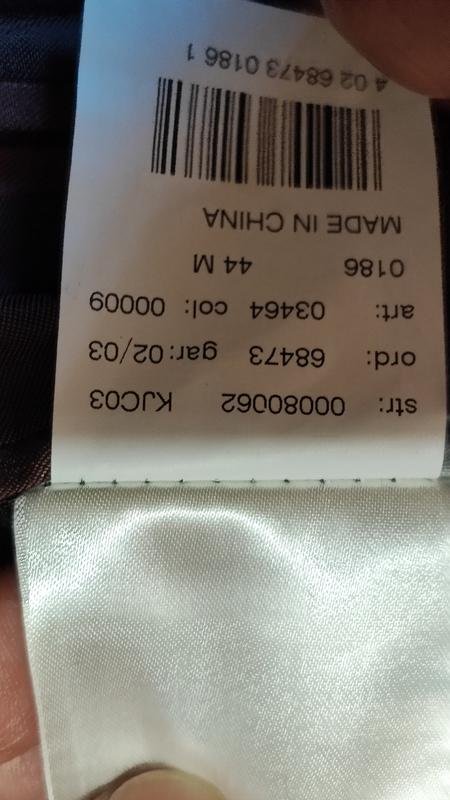 str: 00080062 KJC03
ord: 68473 gar: 02/03
art: 03464 col: 00009
0186 44 M
MADE IN CHINA
4 02 68473 0186 1